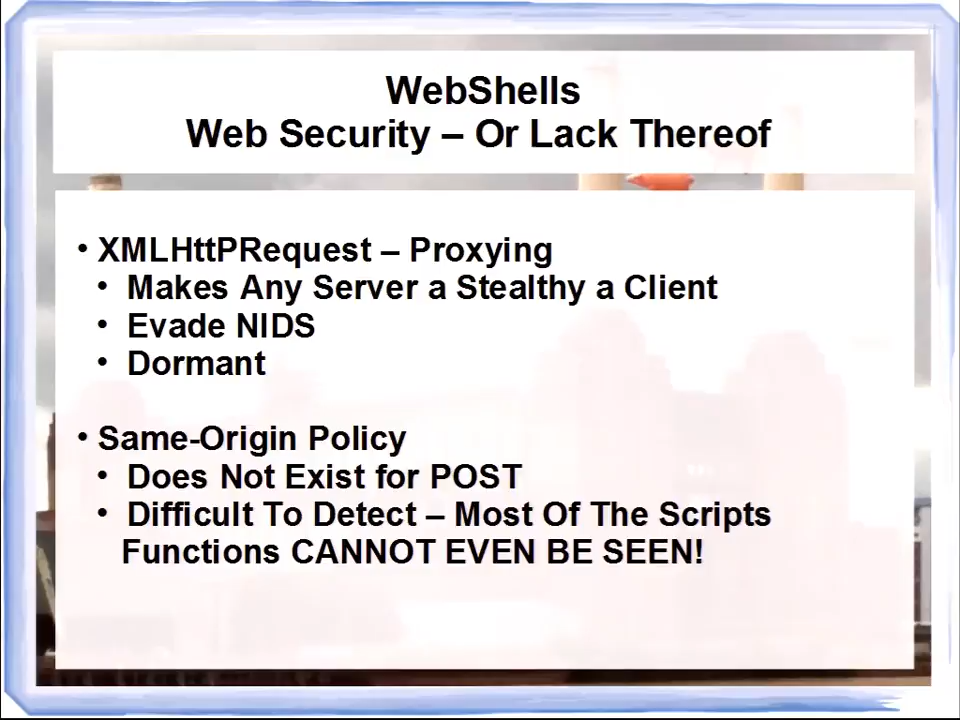 WebShells
Web Security – Or Lack Thereof
• XMLHttPRequest – Proxying
• Makes Any Server a Stealthy a Client
• Evade NIDS
• Dormant
• Same-Origin Policy
• Does Not Exist for POST
• Difficult To Detect – Most Of The Scripts
Functions CANNOT EVEN BE SEEN!